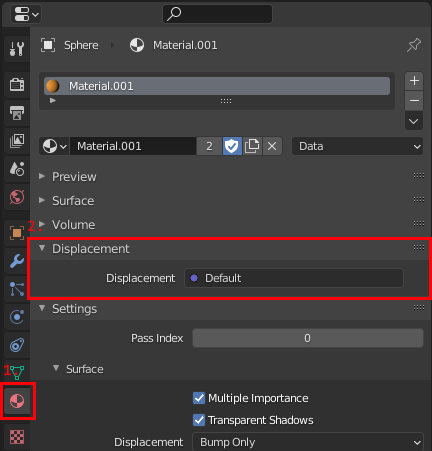 Sphere Material.001
Material.001
Material.001 2 Data
Preview
Surface
2.
Volume
Displacement
Displacement Default
Settings
Pass Index 0
1
Surface
Multiple Importance
Transparent Shadows
Displacement Bump Only